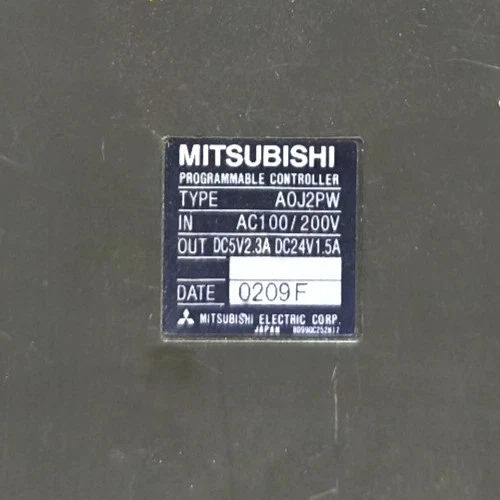 MITSUBISHI
PROGRAMMABLE CONTROLLER
TYPE A0J2PW
IN AC100/200V
OUT DC5V2.3A DC24V1.5A
DATE 0209F
MITSUBISHI ELECTRIC CORP.
JAPAN